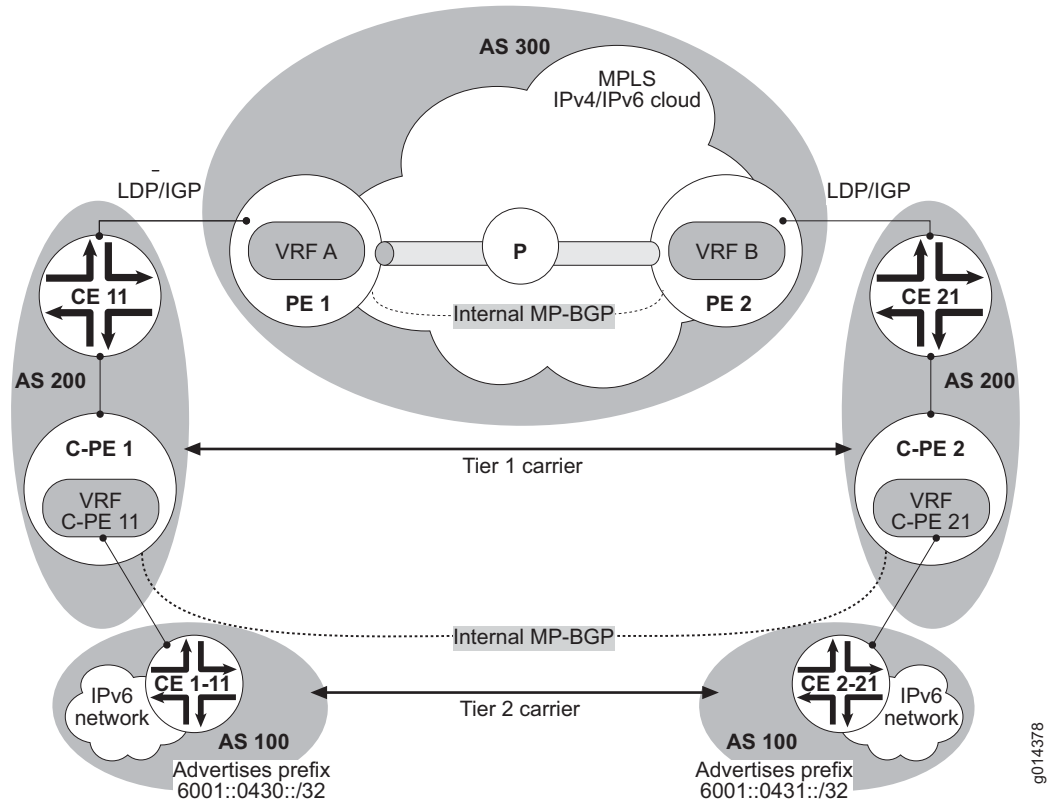 AS 300
MPLS
IPv4/IPv6 cloud
LDP/IGP
LDP/IGP
VRF A
P
VRF B
CE 11
CE 21
PE 1
PE 2
Internal MP-BGP
AS 200
AS 200
C-PE 1
C-PE 2
Tier 1 carrier
VRF
C-PE 11
VRF
C-PE 21
Internal MP-BGP
IPv6
network
CE 1-11
CE 2-21
IPv6
network
Tier 2 carrier
AS 100
AS 100
Advertises prefix
6001::0430::/32
Advertises prefix
6001::0431::/32
g014378